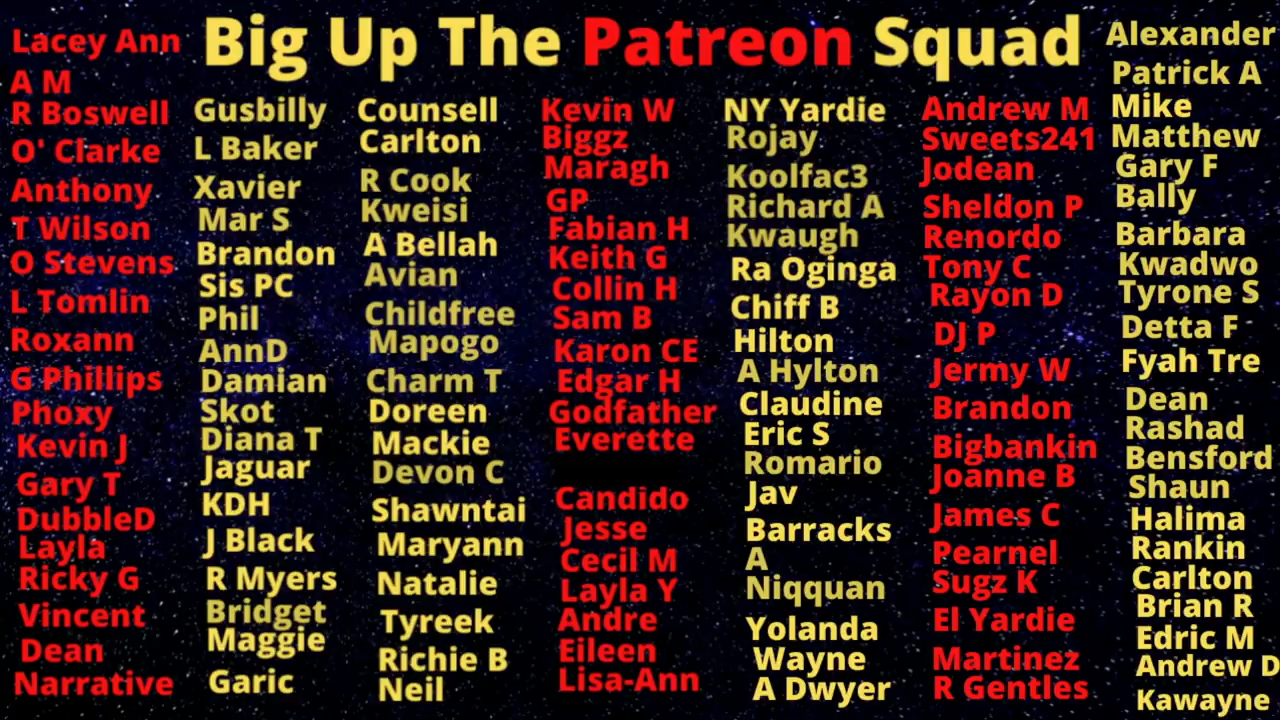 Big Up The Patreon Squad
Lacey Ann
A M
R Boswell
O' Clarke
Anthony
T Wilson
O Stevens
L Tomlin
Roxann
G Phillips
Phoxy
Kevin J
Gary T
DubbleD
Layla
Ricky G
Vincent
Dean
Narrative
Gusbilly
L Baker
Xavier
Mar S
Brandon
Sis PC
Phil
AnnD
Damian
Skot
Diana T
Jaguar
KDH
J Black
R Myers
Bridget
Maggie
Garic
Counsell
Carlton
R Cook
Kweisi
A Bellah
Avian
Childfree
Mapogo
Charm T
Doreen
Mackie
Devon C
Shawntai
Maryann
Natalie
Tyreek
Richie B
Neil
Kevin W
Biggz
Maragh
GP
Fabian H
Keith G
Collin H
Sam B
Karon CE
Edgar H
Godfather
Everette
Candido
Jesse
Cecil M
Layla Y
Andre
Eileen
Lisa-Ann
NY Yardie
Rojay
Koolfac3
Richard A
Kwaugh
Ra Oginga
Chiff B
Hilton
A Hylton
Claudine
Eric S
Romario
Jav
Barracks
A
Niqquan
Yolanda
Wayne
A Dwyer
Andrew M
Sweets241
Jodean
Sheldon P
Renordo
Tony C
Rayon D
DJ P
Jermy W
Brandon
Bigbankin
Joanne B
James C
Pearnel
Sugz K
El Yardie
Martinez
R Gentles
Alexander
Patrick A
Mike
Matthew
Gary F
Bally
Barbara
Kwadwo
Tyrone S
Detta F
Fyah Tre
Dean
Rashad
Bensford
Shaun
Halima
Rankin
Carlton
Brian R
Edric M
Andrew D
Kawayne